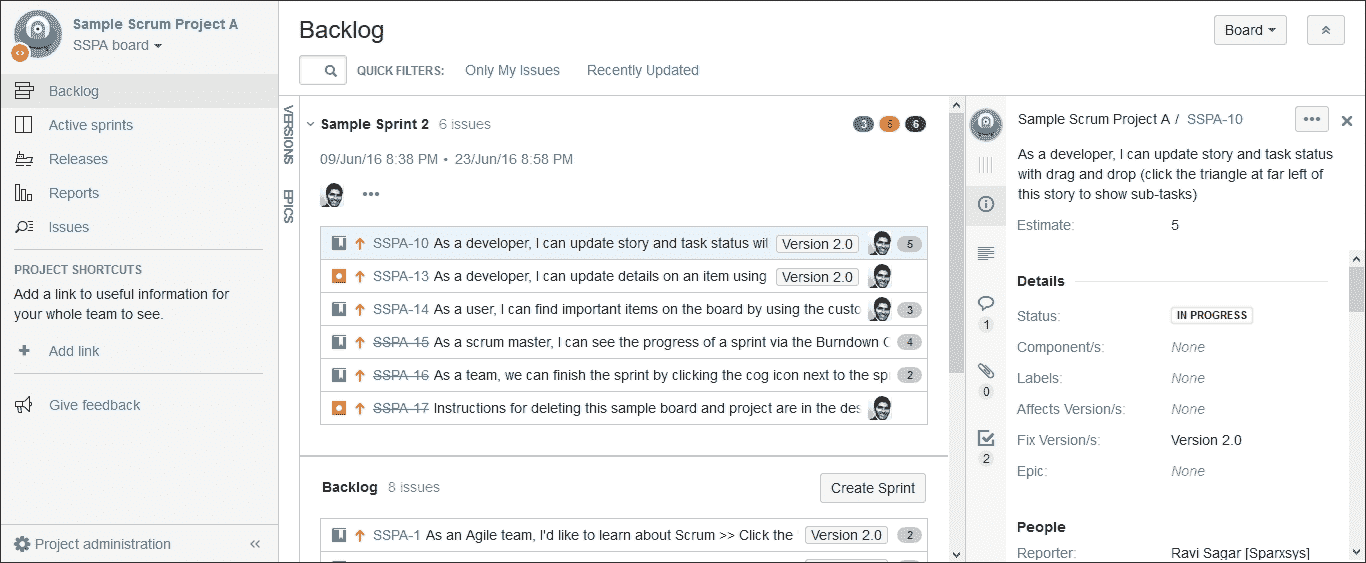 Sample Scrum Project A
SSPA board
Backlog
Active sprints
Releases
Reports
Issues
PROJECT SHORTCUTS
Add a link to useful information for
your whole team to see.
+ Add link
Give feedback
Project administration «
Backlog
Board
QUICK FILTERS: Only My Issues Recently Updated
VERSIONS
EPICS
Sample Sprint 2 6 issues 3 5 6
09/Jun/16 8:38 PM • 23/Jun/16 8:58 PM
•••
SSPA-10 As a developer, I can update story and task status wit Version 2.0 5
SSPA-13 As a developer, I can update details on an item using Version 2.0
SSPA-14 As a user, I can find important items on the board by using the custo 3
SSPA-15 As a scrum master, I can see the progress of a sprint via the Burndown C 4
SSPA-16 As a team, we can finish the sprint by clicking the cog icon next to the sp 2
SSPA-17 Instructions for deleting this sample board and project are in the des
Backlog 8 issues Create Sprint
SSPA-1 As an Agile team, I'd like to learn about Scrum >> Click the Version 2.0 2
Sample Scrum Project A / SSPA-10 •••
As a developer, I can update story and task status
with drag and drop (click the triangle at far left of
this story to show sub-tasks)
Estimate: 5
Details
Status: IN PROGRESS
Component/s: None
Labels: None
Affects Version/s: None
Fix Version/s: Version 2.0
Epic: None
People
Reporter: Ravi Sagar [Sparxsys]
1
0
2